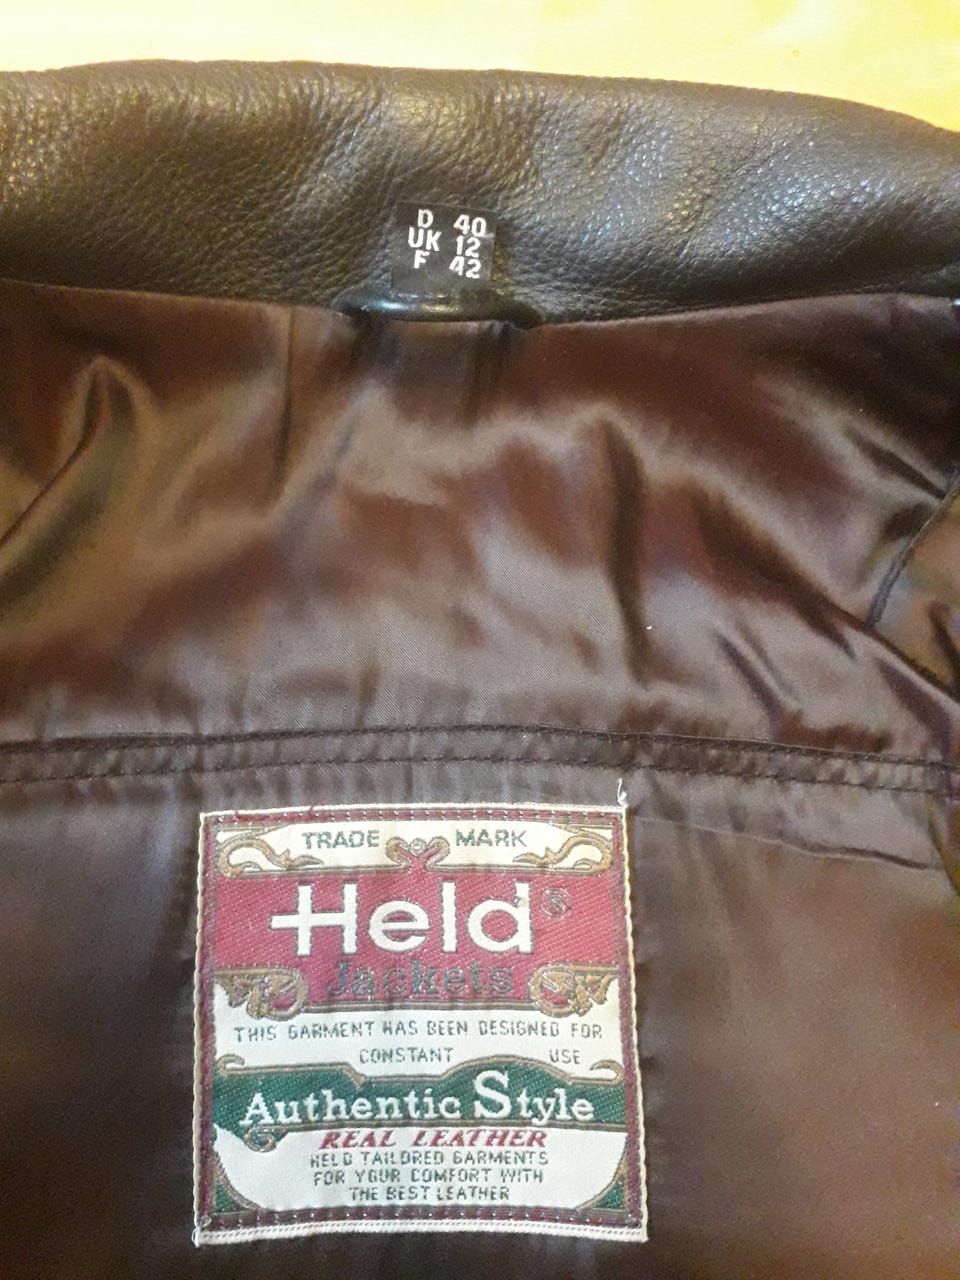 D 40
UK 12
F 42
TRADE MARK
Held ®
Jackets
THIS GARMENT HAS BEEN DESIGNED FOR
CONSTANT USE
Authentic Style
REAL LEATHER
HELD TAILORED GARMENTS
FOR YOUR COMFORT WITH
THE BEST LEATHER